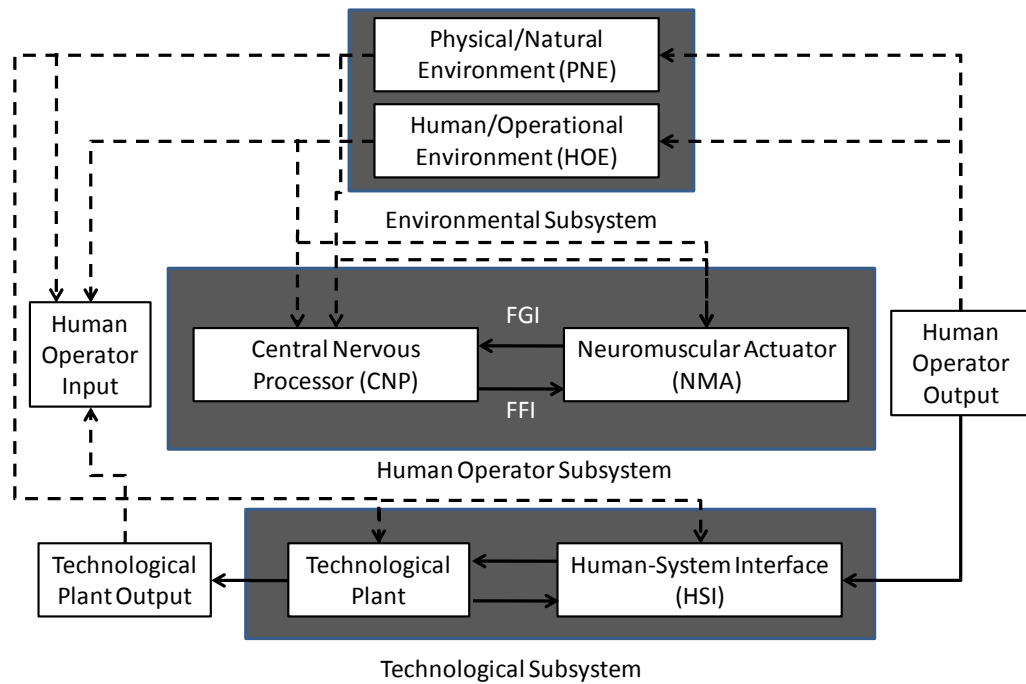 Physical/Natural
Environment (PNE)
Human/Operational
Environment (HOE)
Environmental Subsystem
Human
Operator
Input
FGI
Central Nervous
Processor (CNP)
Neuromuscular Actuator
(NMA)
FFI
Human
Operator
Output
Human Operator Subsystem
Technological
Plant Output
Technological
Plant
Human-System Interface
(HSI)
Technological Subsystem